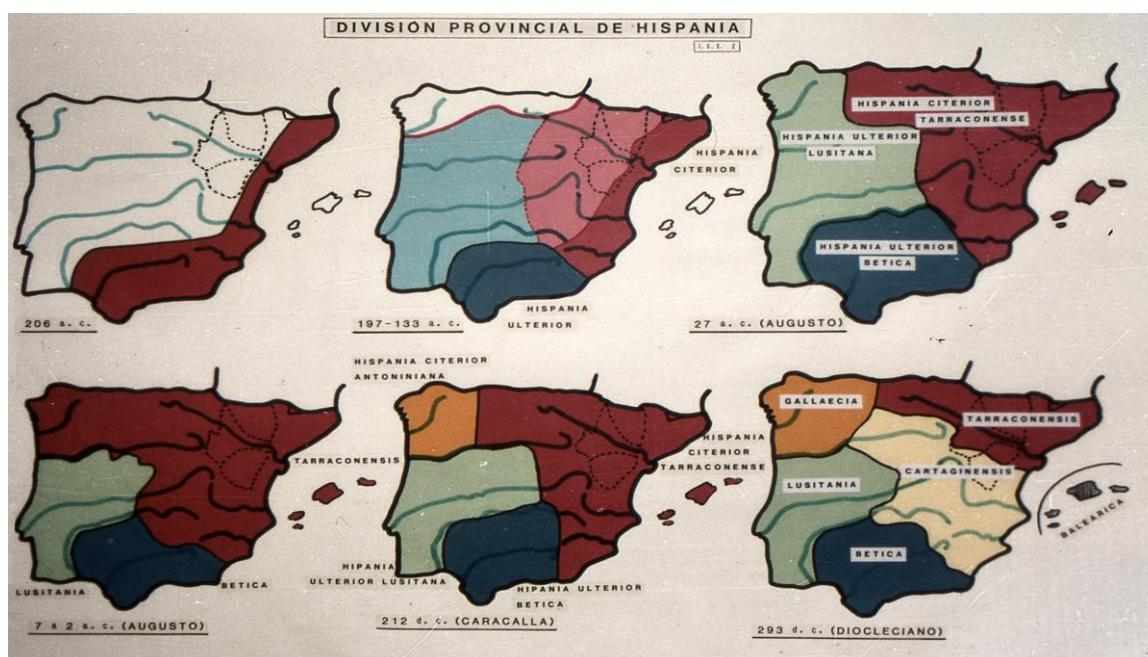 DIVISIÓN PROVINCIAL DE HISPANIA
I.C.E. Z
206 a. c.
HISPANIA
CITERIOR
HISPANIA
ULTERIOR
197-133 a. c.
HISPANIA CITERIOR
TARRACONENSE
HISPANIA ULTERIOR
LUSITANA
HISPANIA ULTERIOR
BETICA
27 a. c. (AUGUSTO)
TARRACONENSIS
LUSITANIA
BETICA
7 a 2 a. c. (AUGUSTO)
HISPANIA CITERIOR
ANTONINIANA
HISPANIA
CITERIOR
TARRACONENSE
HIPANIA
ULTERIOR LUSITANA
HIPANIA ULTERIOR
BETICA
212 d. c. (CARACALLA)
GALLAECIA
TARRACONENSIS
CARTAGINENSIS
LUSITANIA
BETICA
BALEARICA
293 d. c. (DIOCLECIANO)